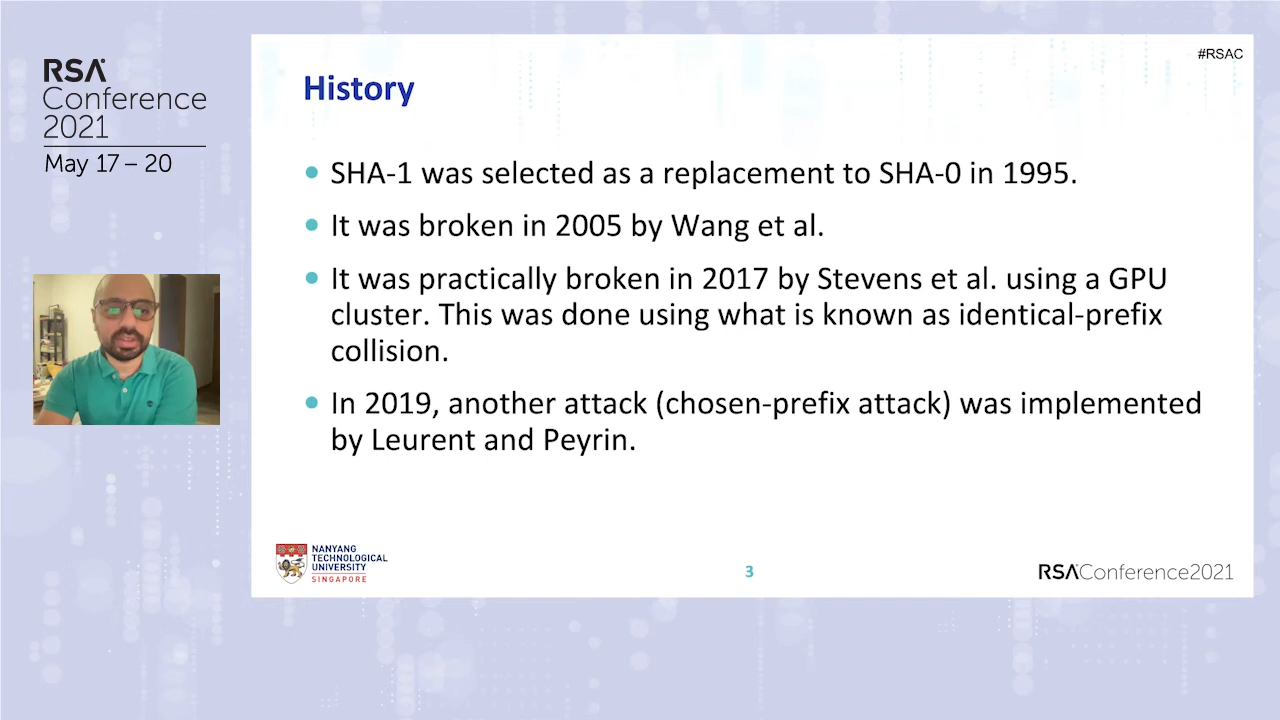 RSA
Conference
2021
May 17 – 20
#RSAC
History
SHA-1 was selected as a replacement to SHA-0 in 1995.
It was broken in 2005 by Wang et al.
It was practically broken in 2017 by Stevens et al. using a GPU
cluster. This was done using what is known as identical-prefix
collision.
In 2019, another attack (chosen-prefix attack) was implemented
by Leurent and Peyrin.
NANYANG
TECHNOLOGICAL
UNIVERSITY
SINGAPORE
3
RSAConference2021